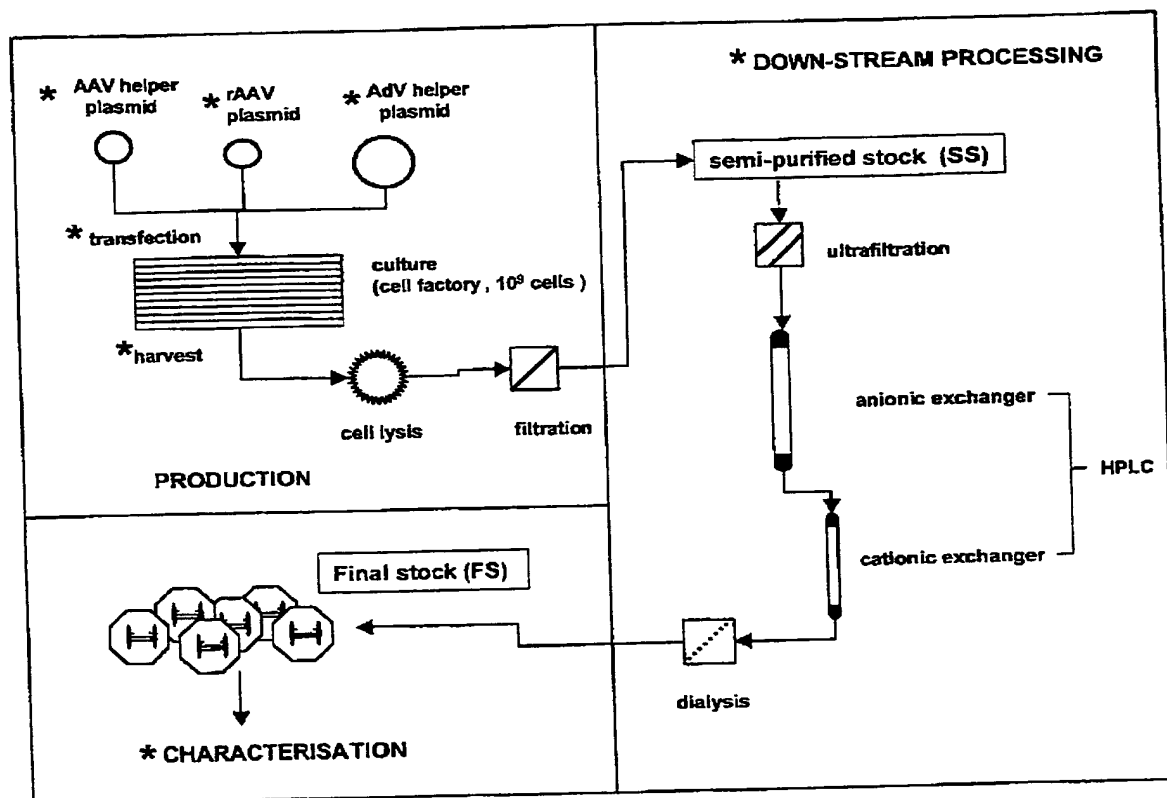 * AAV helper
plasmid
* rAAV
plasmid
* AdV helper
plasmid
* transfection
culture
(cell factory , 10⁹ cells )
* harvest
cell lysis
filtration
PRODUCTION
* DOWN-STREAM PROCESSING
semi-purified stock (SS)
ultrafiltration
anionic exchanger
HPLC
cationic exchanger
dialysis
Final stock (FS)
* CHARACTERISATION